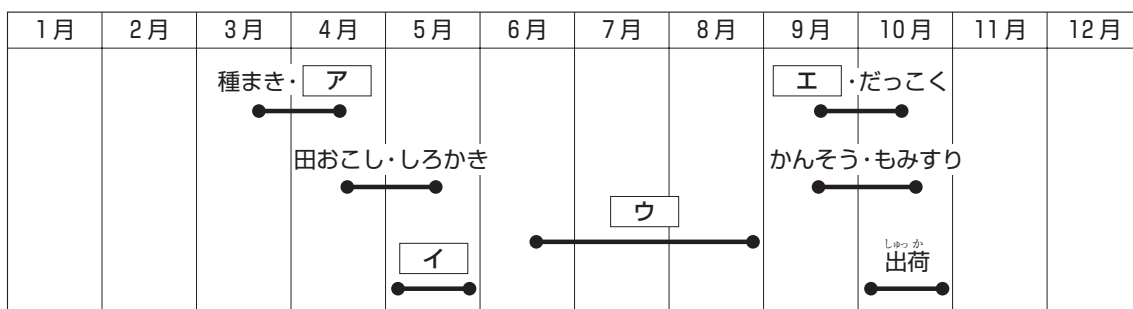 1月 2月 3月 4月 5月 6月 7月 8月 9月 10月 11月 12月
種まき・ ア
エ ・だっこく
田おこし・しろかき
かんそう・もみすり
ウ
イ
しゅっか
出荷